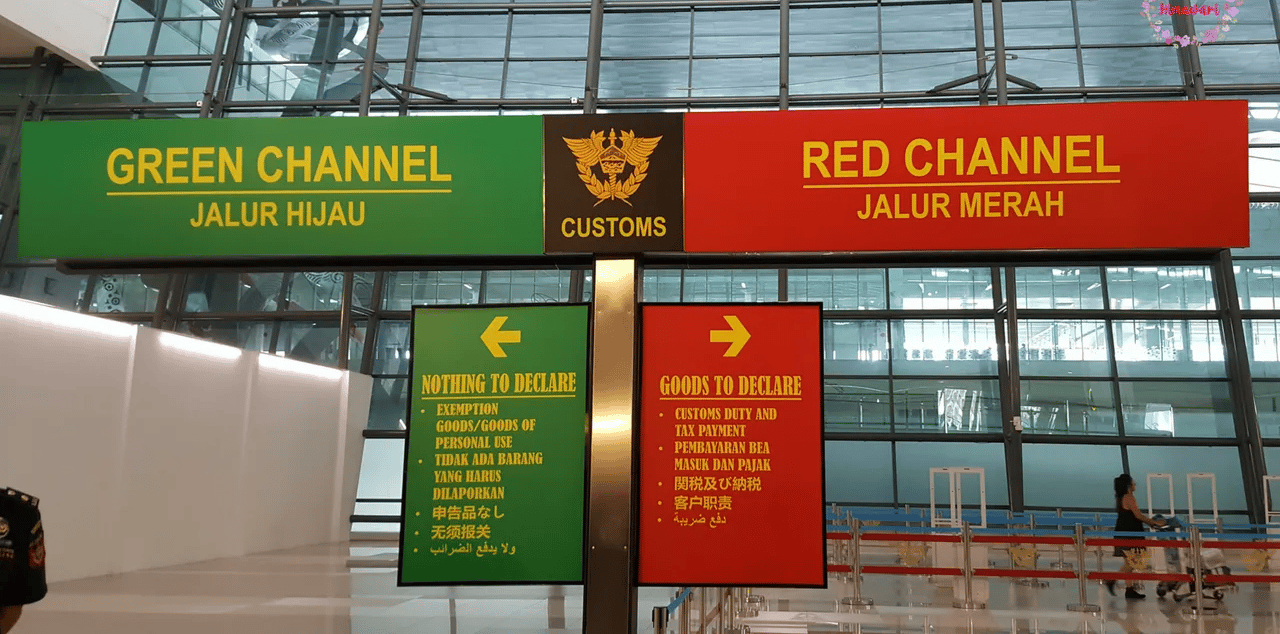 Himawari
GREEN CHANNEL
JALUR HIJAU
CUSTOMS
RED CHANNEL
JALUR MERAH
NOTHING TO DECLARE
• EXEMPTION
GOODS/GOODS OF
PERSONAL USE
• TIDAK ADA BARANG
YANG HARUS
DILAPORKAN
• 申告品なし
• 无须报关
• ولا يدفع الضرائب
GOODS TO DECLARE
• CUSTOMS DUTY AND
TAX PAYMENT
• PEMBAYARAN BEA
MASUK DAN PAJAK
• 関税及び納税
• 客户职责
• دفع ضريبة